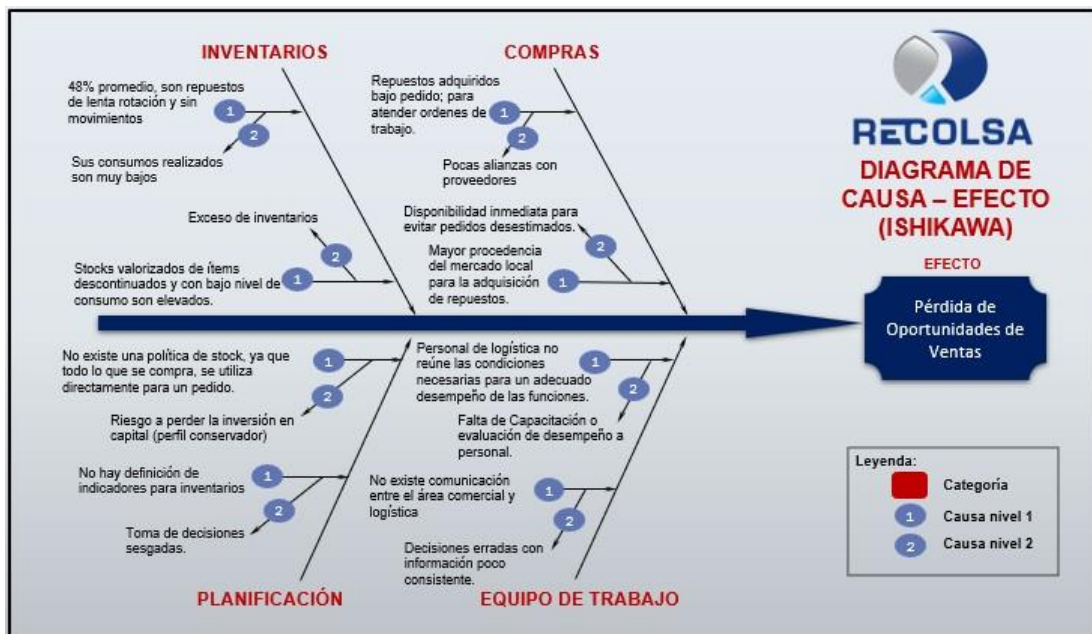 INVENTARIOS
48% promedio, son repuestos
de lenta rotación y sin
movimientos
1
2
Sus consumos realizados
son muy bajos
Exceso de inventarios
2
Stocks valorizados de ítems
descontinuados y con bajo nivel de
consumo son elevados.
1
COMPRAS
Repuestos adquiridos
bajo pedido; para
atender ordenes de
trabajo.
1
2
Pocas alianzas con
proveedores
Disponibilidad inmediata para
evitar pedidos desestimados.
2
Mayor procedencia
del mercado local
para la adquisición
de repuestos.
1
RECOLSA
DIAGRAMA DE
CAUSA – EFECTO
(ISHIKAWA)
EFECTO
Pérdida de
Oportunidades de
Ventas
No existe una política de stock, ya que
todo lo que se compra, se utiliza
directamente para un pedido.
1
2
Riesgo a perder la inversión en
capital (perfil conservador)
No hay definición de
indicadores para inventarios
1
2
Toma de decisiones
sesgadas.
PLANIFICACIÓN
Personal de logística no
reúne las condiciones
necesarias para un adecuado
desempeño de las funciones.
1
2
Falta de Capacitación o
evaluación de desempeño a
personal.
No existe comunicación
entre el área comercial y
logística
1
2
Decisiones erradas con
información poco
consistente.
EQUIPO DE TRABAJO
Leyenda:
Categoría
1 Causa nivel 1
2 Causa nivel 2